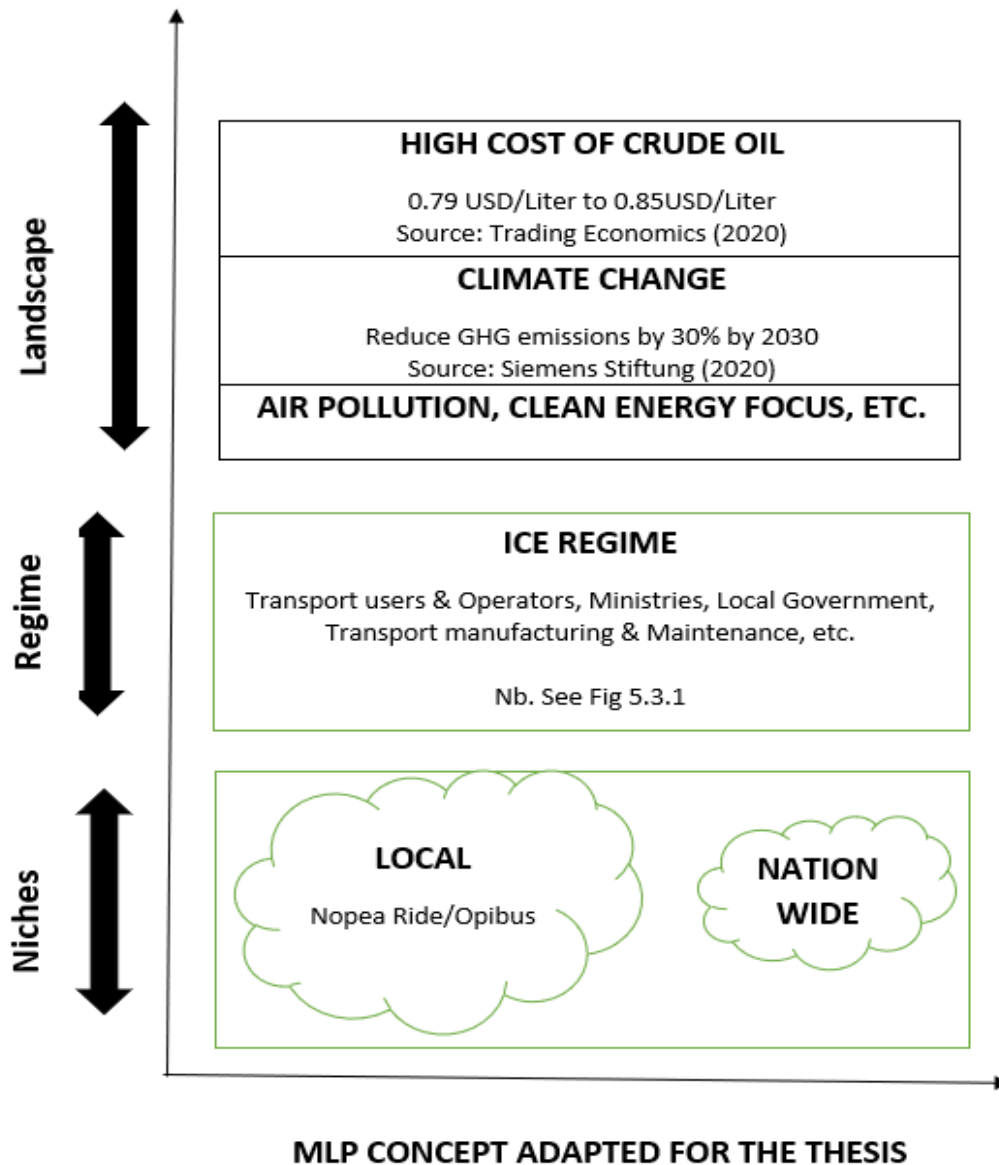 Landscape
HIGH COST OF CRUDE OIL
0.79 USD/Liter to 0.85USD/Liter
Source: Trading Economics (2020)
CLIMATE CHANGE
Reduce GHG emissions by 30% by 2030
Source: Siemens Stiftung (2020)
AIR POLLUTION, CLEAN ENERGY FOCUS, ETC.
Regime
ICE REGIME
Transport users & Operators, Ministries, Local Government,
Transport manufacturing & Maintenance, etc.
Nb. See Fig 5.3.1
Niches
LOCAL
Nopea Ride/Opibus
NATION
WIDE
MLP CONCEPT ADAPTED FOR THE THESIS